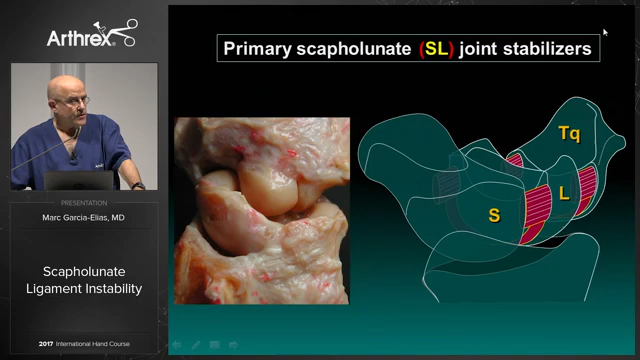 Arthrex®
PRESENTATION
Marc Garcia-Elias, MD
Scapholunate
Ligament Instability
2017 International Hand Course
Primary scapholunate (SL) joint stabilizers
Tq
L
S